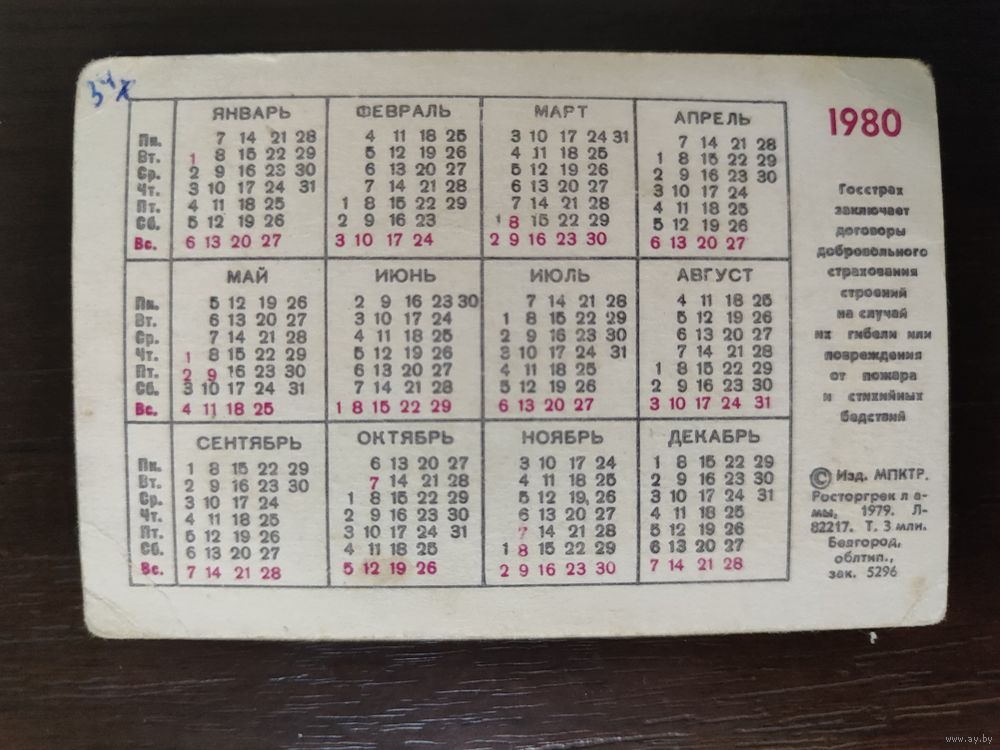 ЯНВАРЬ ФЕВРАЛЬ МАРТ АПРЕЛЬ
Пн. 7 14 21 28 4 11 18 25 3 10 17 24 31 7 14 21 28
Вт. 1 8 15 22 29 5 12 19 26 4 11 18 25 1 8 15 22 29
Ср. 2 9 16 23 30 6 13 20 27 5 12 19 26 2 9 16 23 30
Чт. 3 10 17 24 31 7 14 21 28 6 13 20 27 3 10 17 24
Пт. 4 11 18 25 1 8 15 22 29 7 14 21 28 4 11 18 25
Сб. 5 12 19 26 2 9 16 23 1 8 15 22 29 5 12 19 26
Вс. 6 13 20 27 3 10 17 24 2 9 16 23 30 6 13 20 27
МАЙ ИЮНЬ ИЮЛЬ АВГУСТ
Пн. 5 12 19 26 2 9 16 23 30 7 14 21 28 4 11 18 25
Вт. 6 13 20 27 3 10 17 24 1 8 15 22 29 5 12 19 26
Ср. 7 14 21 28 4 11 18 25 2 9 16 23 30 6 13 20 27
Чт. 1 8 15 22 29 5 12 19 26 3 10 17 24 31 7 14 21 28
Пт. 2 9 16 23 30 6 13 20 27 4 11 18 25 1 8 15 22 29
Сб. 3 10 17 24 31 7 14 21 28 5 12 19 26 2 9 16 23 30
Вс. 4 11 18 25 1 8 15 22 29 6 13 20 27 3 10 17 24 31
СЕНТЯБРЬ ОКТЯБРЬ НОЯБРЬ ДЕКАБРЬ
Пн. 1 8 15 22 29 6 13 20 27 3 10 17 24 1 8 15 22 29
Вт. 2 9 16 23 30 7 14 21 28 4 11 18 25 2 9 16 23 30
Ср. 3 10 17 24 1 8 15 22 29 5 12 19 26 3 10 17 24 31
Чт. 4 11 18 25 2 9 16 23 30 6 13 20 27 4 11 18 25
Пт. 5 12 19 26 3 10 17 24 31 7 14 21 28 5 12 19 26
Сб. 6 13 20 27 4 11 18 25 1 8 15 22 29 6 13 20 27
Вс. 7 14 21 28 5 12 19 26 2 9 16 23 30 7 14 21 28
1980
Госстрах
заключает
договоры
добровольного
страхования
строений
на случай
их гибели или
повреждения
от пожара
и стихийных
бедствий
© Изд. МПКТР.
Росторгрекла-
мы, 1979. Л-
82217. Т. 3 млн.
Белгород,
облтип.,
зак. 5296
www.ay.by